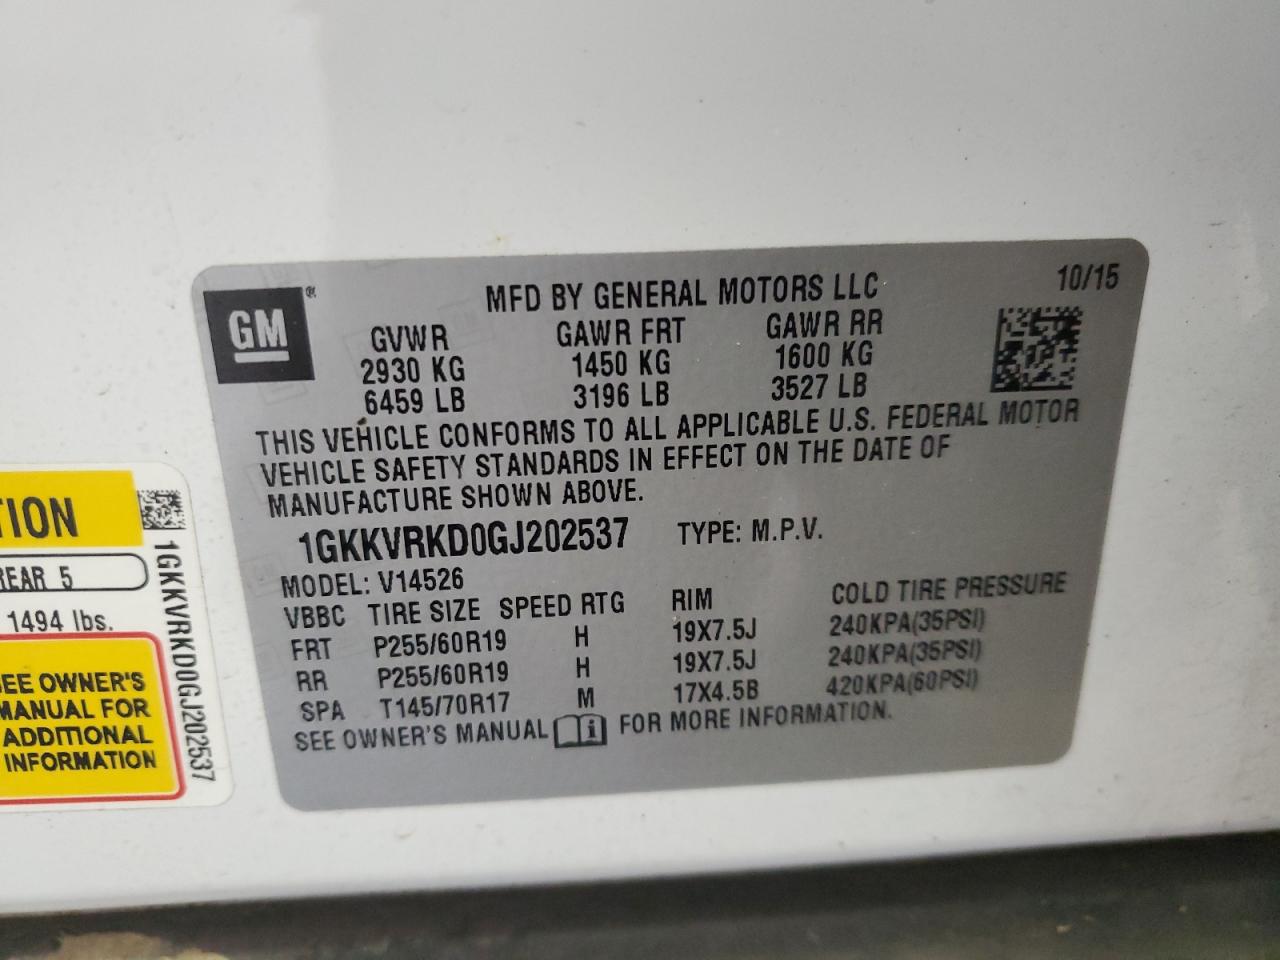 GM
®
MFD BY GENERAL MOTORS LLC
10/15
GVWR GAWR FRT GAWR RR
2930 KG 1450 KG 1600 KG
6459 LB 3196 LB 3527 LB
THIS VEHICLE CONFORMS TO ALL APPLICABLE U.S. FEDERAL MOTOR
VEHICLE SAFETY STANDARDS IN EFFECT ON THE DATE OF
MANUFACTURE SHOWN ABOVE.
1GKKVRKD0GJ202537 TYPE: M.P.V.
MODEL: V14526
VBBC TIRE SIZE SPEED RTG RIM COLD TIRE PRESSURE
FRT P255/60R19 H 19X7.5J 240KPA(35PSI)
RR P255/60R19 H 19X7.5J 240KPA(35PSI)
SPA T145/70R17 M 17X4.5B 420KPA(60PSI)
SEE OWNER'S MANUAL i FOR MORE INFORMATION.
TION
REAR 5
1494 lbs.
SEE OWNER'S
MANUAL FOR
ADDITIONAL
INFORMATION
1GKKVRKD0GJ202537